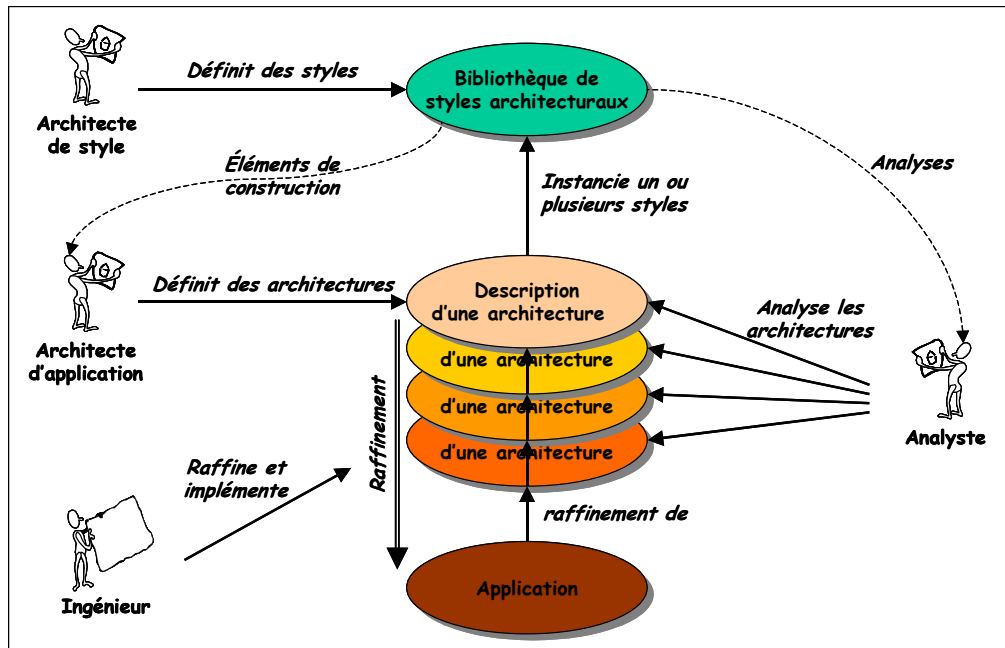 Définit des styles
Bibliothèque de
styles architecturaux
Architecte
de style
Éléments de
construction
Analyses
Instancie un ou
plusieurs styles
Définit des architectures
Description
d'une architecture
Analyse les
architectures
Architecte
d'application
d'une architecture
d'une architecture
d'une architecture
Raffinement
Analyste
Raffine et
implémente
raffinement de
Ingénieur
Application